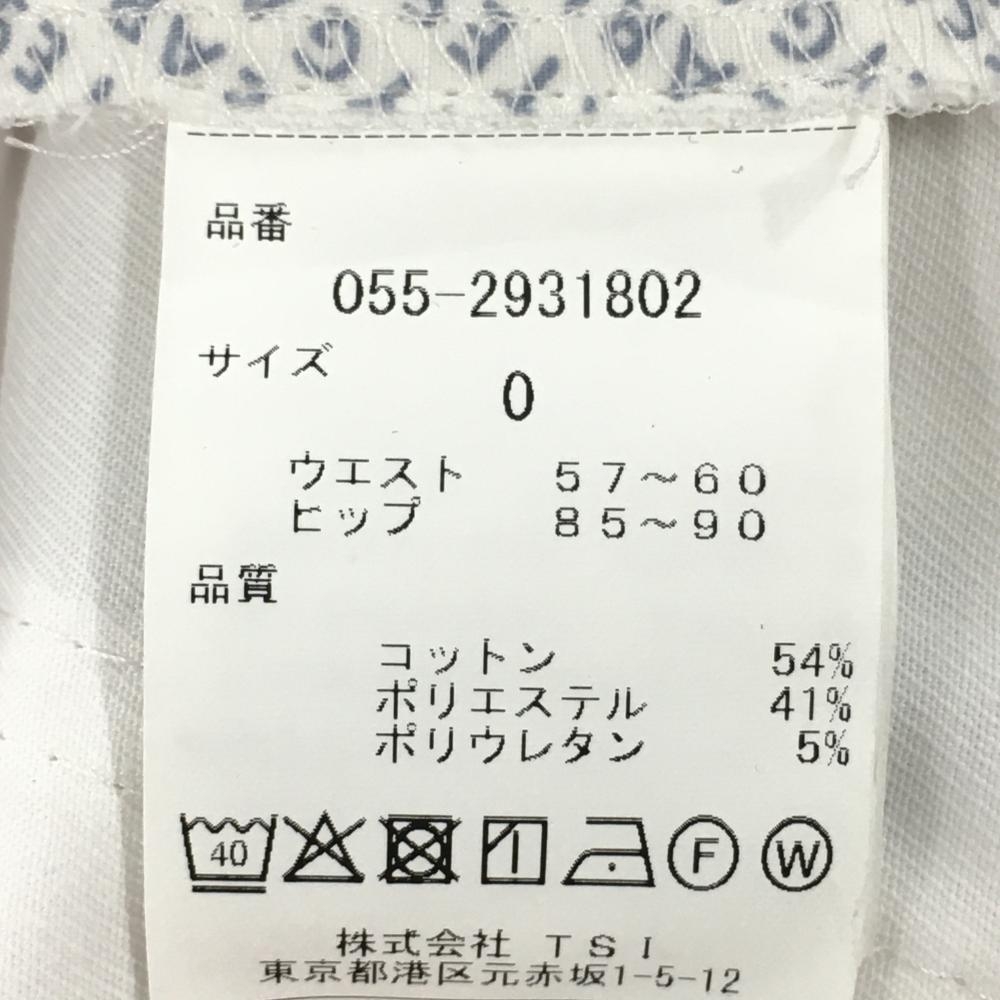 品番
055-2931802
サイズ
0
ウエスト 57～60
ヒップ 85～90
品質
コットン 54%
ポリエステル 41%
ポリウレタン 5%
40 F W
株式会社 TSI
東京都港区元赤坂1-5-12